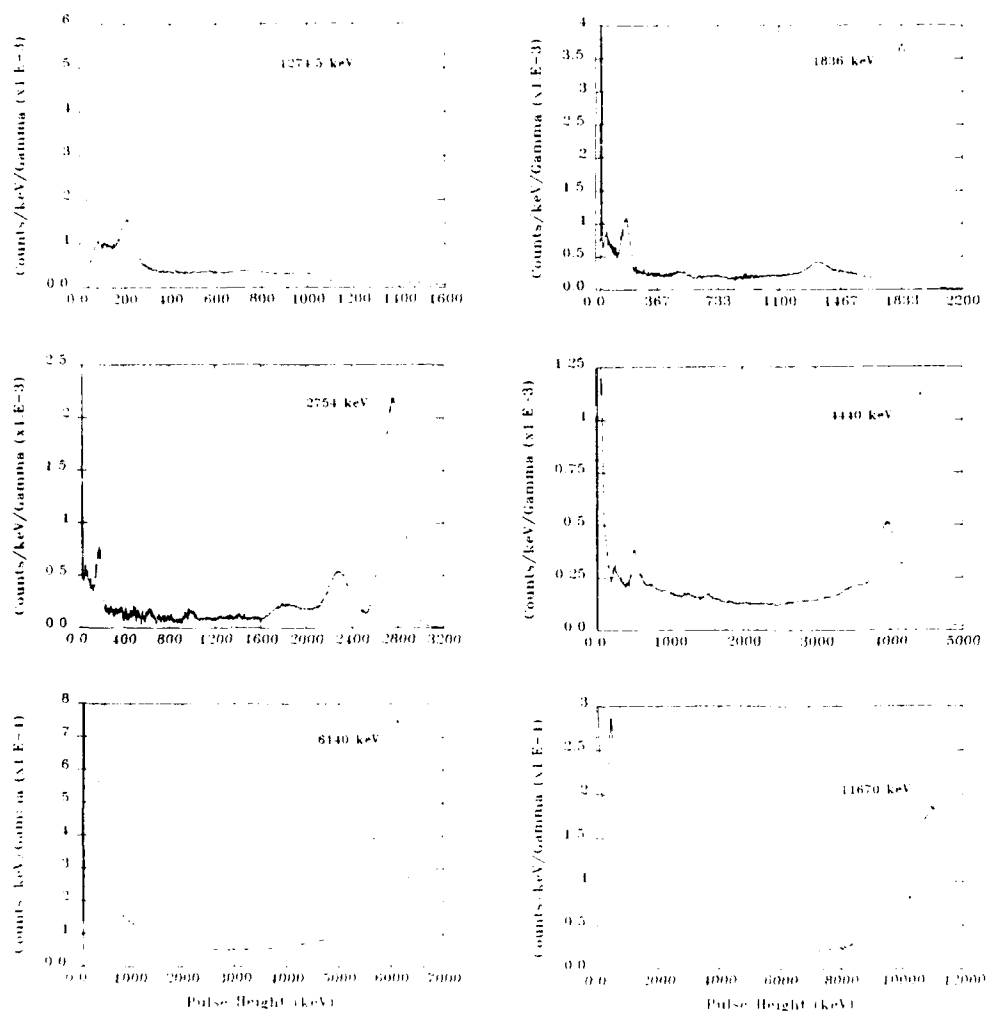 6
5
4
3
2
1
0.0
1274.5 keV
Counts/keV/Gamma (x1.E-3)
0.0 200 400 600 800 1000 1200 1400 1600
4
3.5
3
2.5
2
1.5
1
0.5
0.0
1836 keV
Counts/keV/Gamma (x1.E-3)
0.0 367 733 1100 1467 1833 2200
2.5
2
1.5
1
0.5
0.0
2754 keV
Counts/keV/Gamma (x1.E-3)
0.0 400 800 1200 1600 2000 2400 2800 3200
1.25
1
0.75
0.5
0.25
0.0
4440 keV
Counts/keV/Gamma (x1.E-3)
0.0 1000 2000 3000 4000 5000
8
7
6
5
4
3
2
1
0.0
6140 keV
Counts/keV/Gamma (x1.E-4)
0.0 1000 2000 3000 4000 5000 6000 7000
Pulse Height (keV)
3
2.5
2
1.5
1
0.5
0.0
11670 keV
Counts/keV/Gamma (x1.E-4)
0.0 2000 4000 6000 8000 10000 12000
Pulse Height (keV)